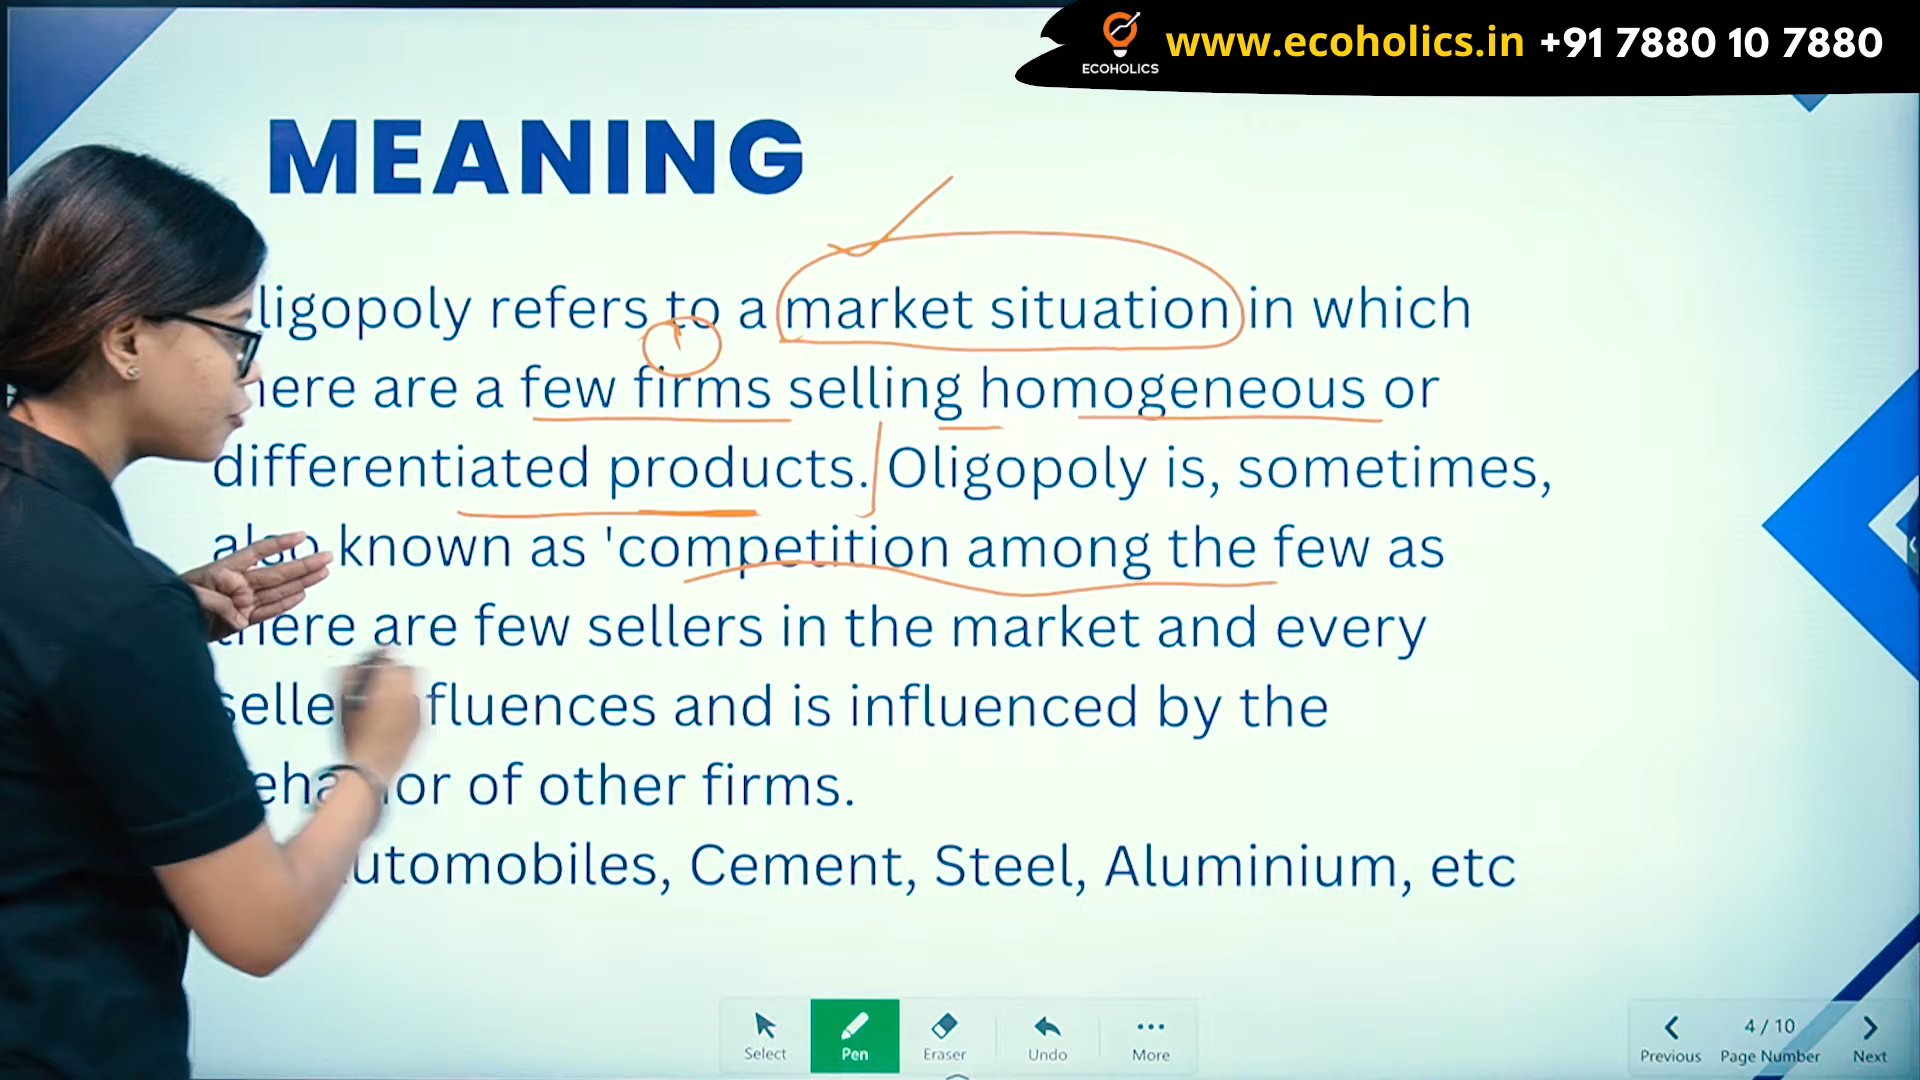 www.ecoholics.in +91 7880 10 7880
ECOHOLICS
MEANING
ligopoly refers to a market situation in which
here are a few firms selling homogeneous or
differentiated products. Oligopoly is, sometimes,
also known as 'competition among the few as
there are few sellers in the market and every
selle fluences and is influenced by the
eha or of other firms.
utomobiles, Cement, Steel, Aluminium, etc
Select Pen Eraser Undo More
4 / 10
Previous Page Number Next